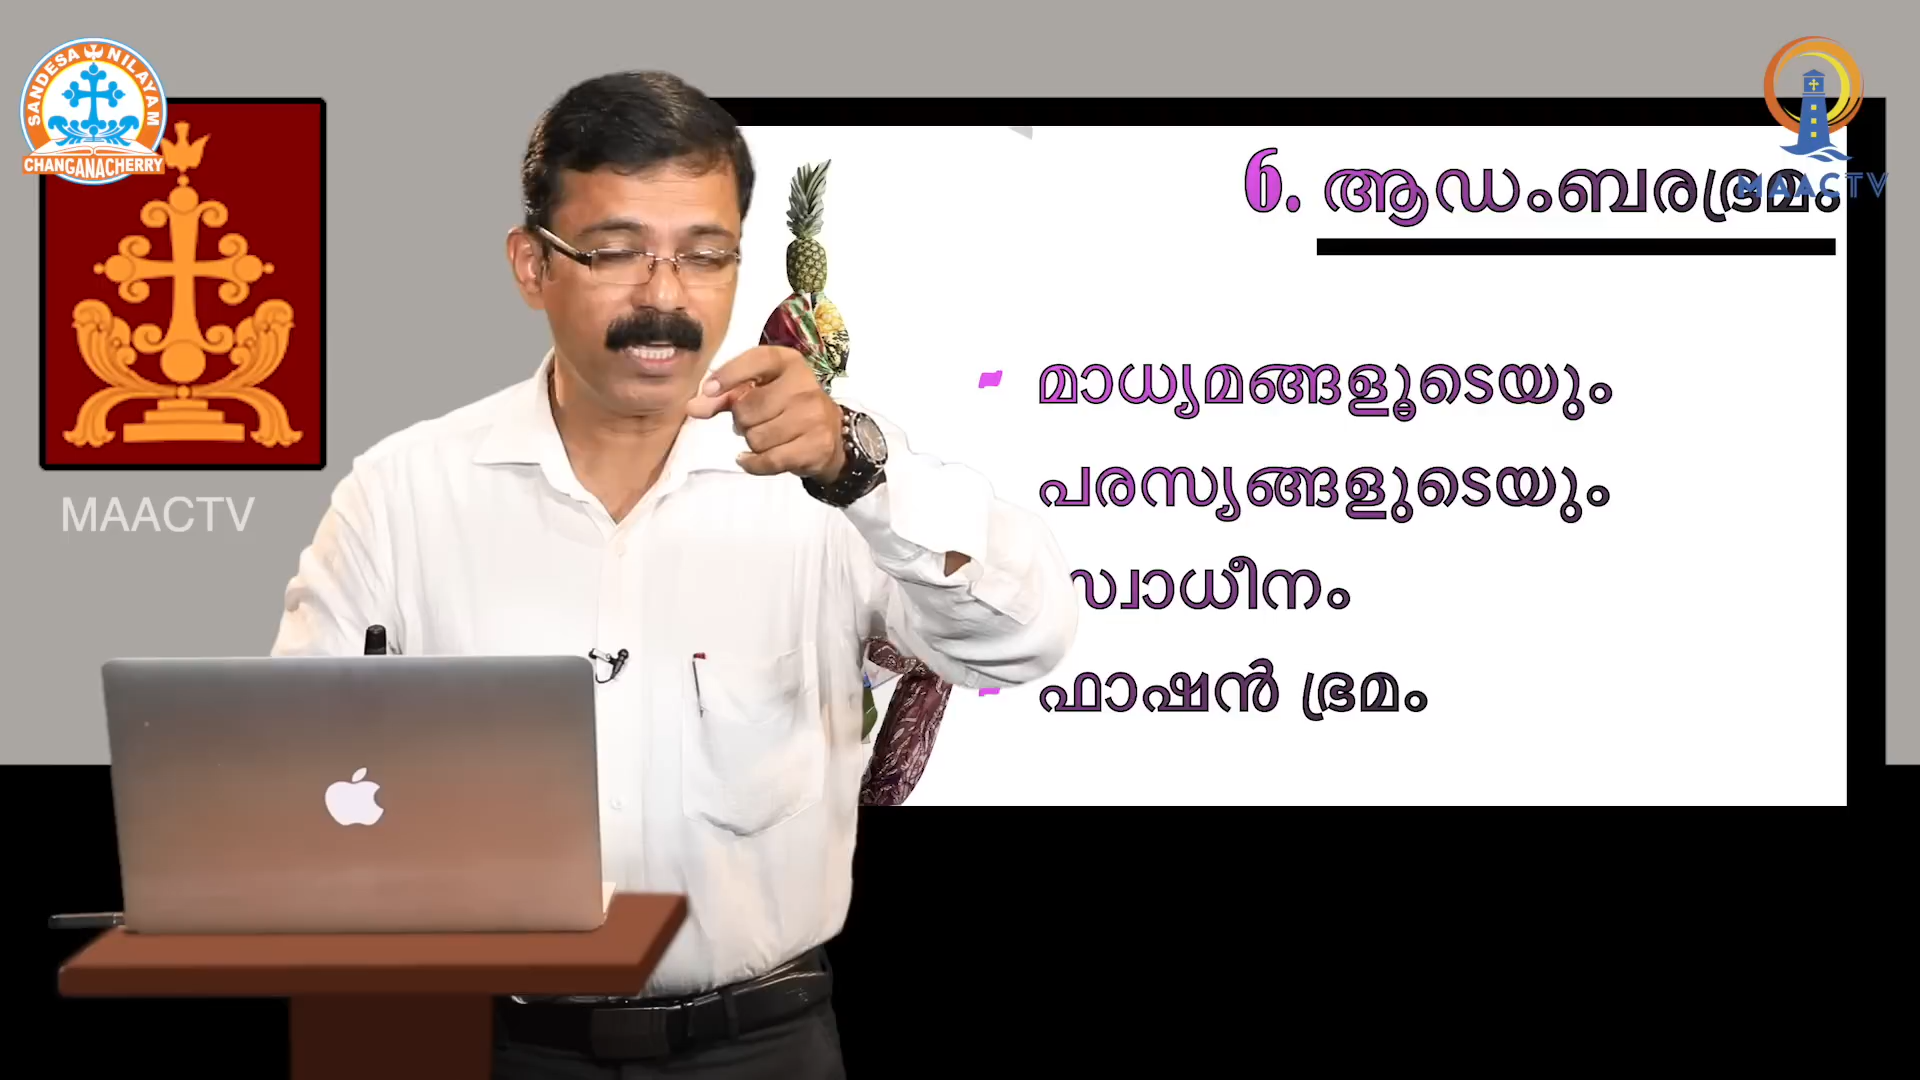 SANDESA NILAYAM
CHANGANACHERRY
MAACTV
MAACTV
6. ആഡംബരഭ്രമം
- മാധ്യമങ്ങളൂടെയും
പരസ്യങ്ങളുടെയും
സ്വാധീനം
- ഫാഷൻ ഭ്രമം